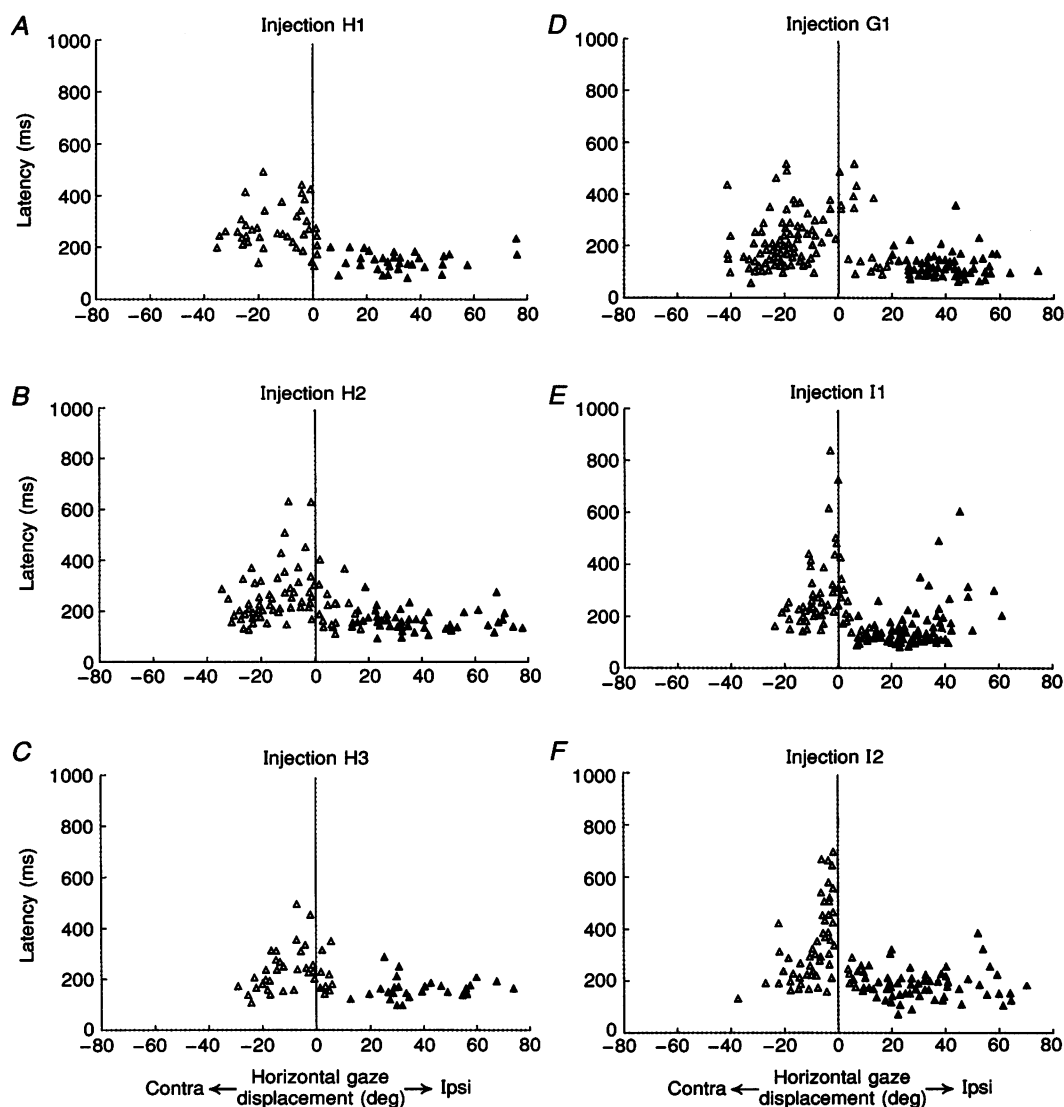 A
Injection H1
Latency (ms)
1000
800
600
400
200
0
−80 −60 −40 −20 0 20 40 60 80
B
Injection H2
Latency (ms)
1000
800
600
400
200
0
−80 −60 −40 −20 0 20 40 60 80
C
Injection H3
Latency (ms)
1000
800
600
400
200
0
−80 −60 −40 −20 0 20 40 60 80
Contra ← Horizontal gaze → Ipsi
displacement (deg)
D
Injection G1
1000
800
600
400
200
0
−80 −60 −40 −20 0 20 40 60 80
E
Injection I1
1000
800
600
400
200
0
−80 −60 −40 −20 0 20 40 60 80
F
Injection I2
1000
800
600
400
200
0
−80 −60 −40 −20 0 20 40 60 80
Contra ← Horizontal gaze → Ipsi
displacement (deg)